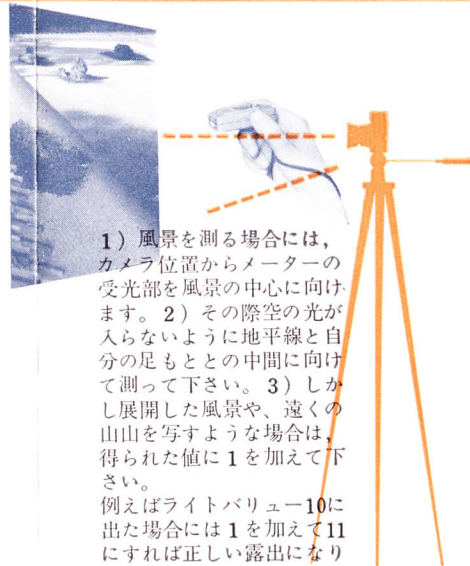 1）風景を測る場合には，
カメラ位置からメーターの
受光部を風景の中心に向け
ます。2）その際空の光が
入らないように地平線と自
分の足もととの中間に向け
て測って下さい。3）しか
し展開した風景や、遠くの
山山を写すような場合は，
得られた値に1を加えて下
さい。
例えばライトバリュー10に
出た場合には1を加えて11
にすれば正しい露出になり